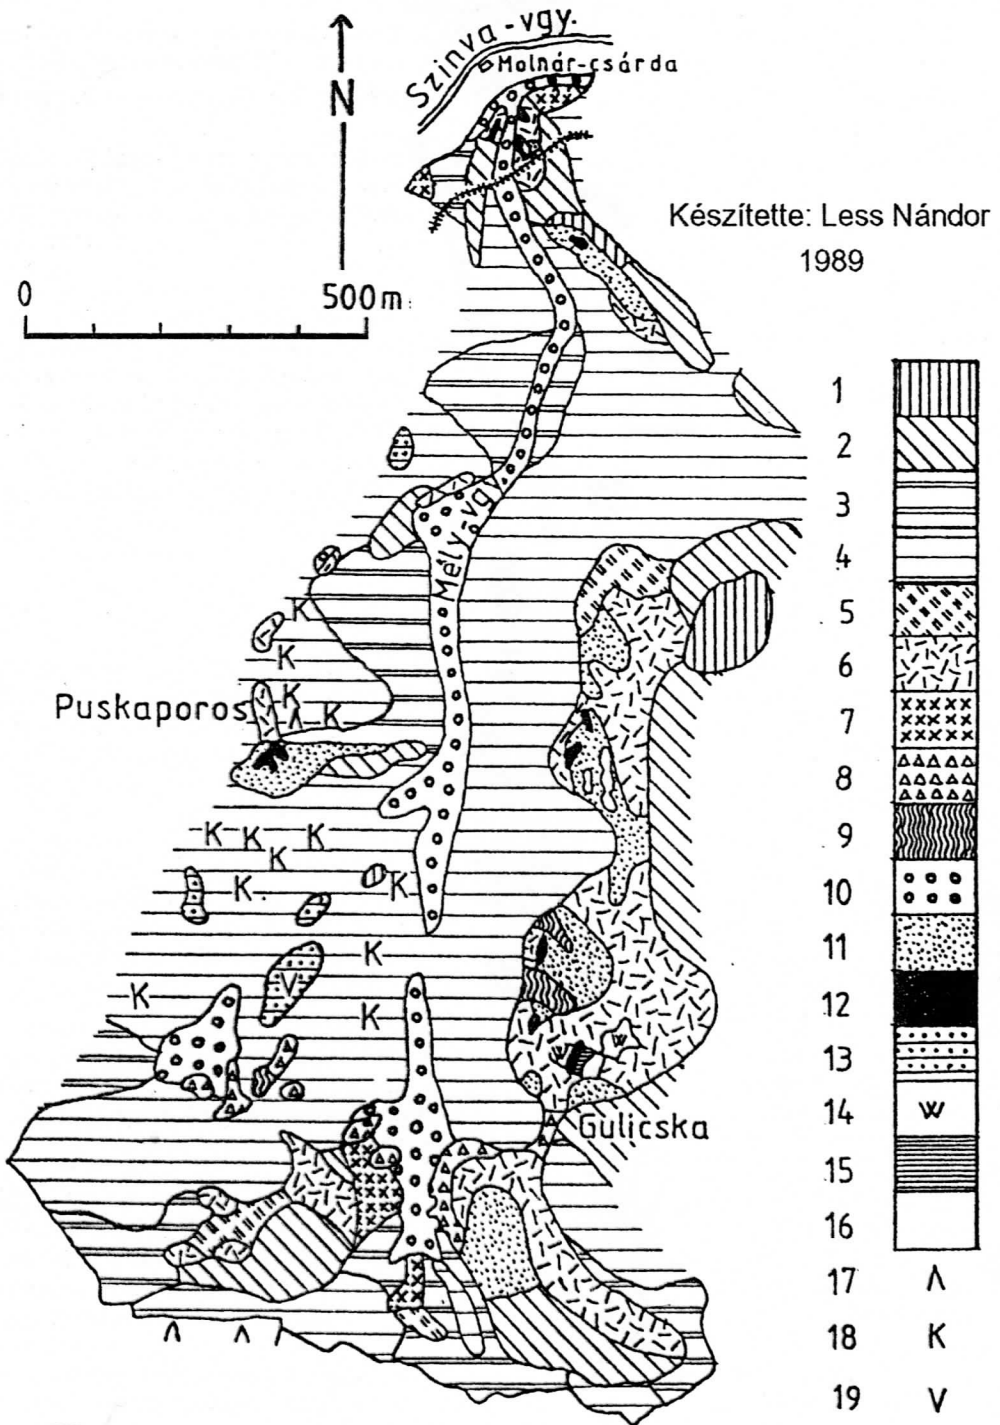 Szinva-vgy.
Molnár-csárda
N
Készítette: Less Nándor
1989
0
500m
Mély-vgy
K
K
K
Puskaporos
Λ K
K K K
K
K K
K
K
K
V
w w
Gulicska
Λ Λ
1
2
3
4
5
6
7
8
9
10
11
12
13
14 w
15
16
17 Λ
18 K
19 V